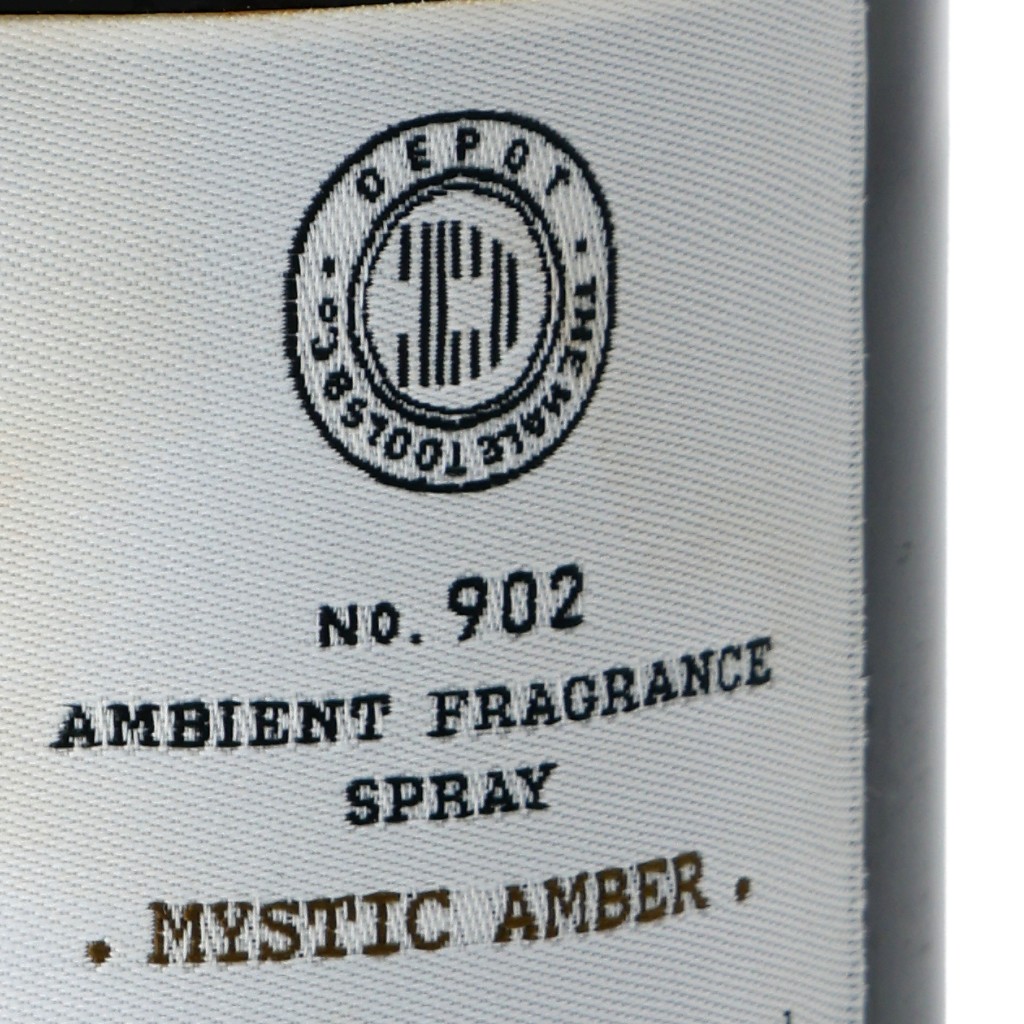 DEPOT
· THE MALE TOOLS & Co. ·
No. 902
AMBIENT FRAGRANCE
SPRAY
· MYSTIC AMBER ·